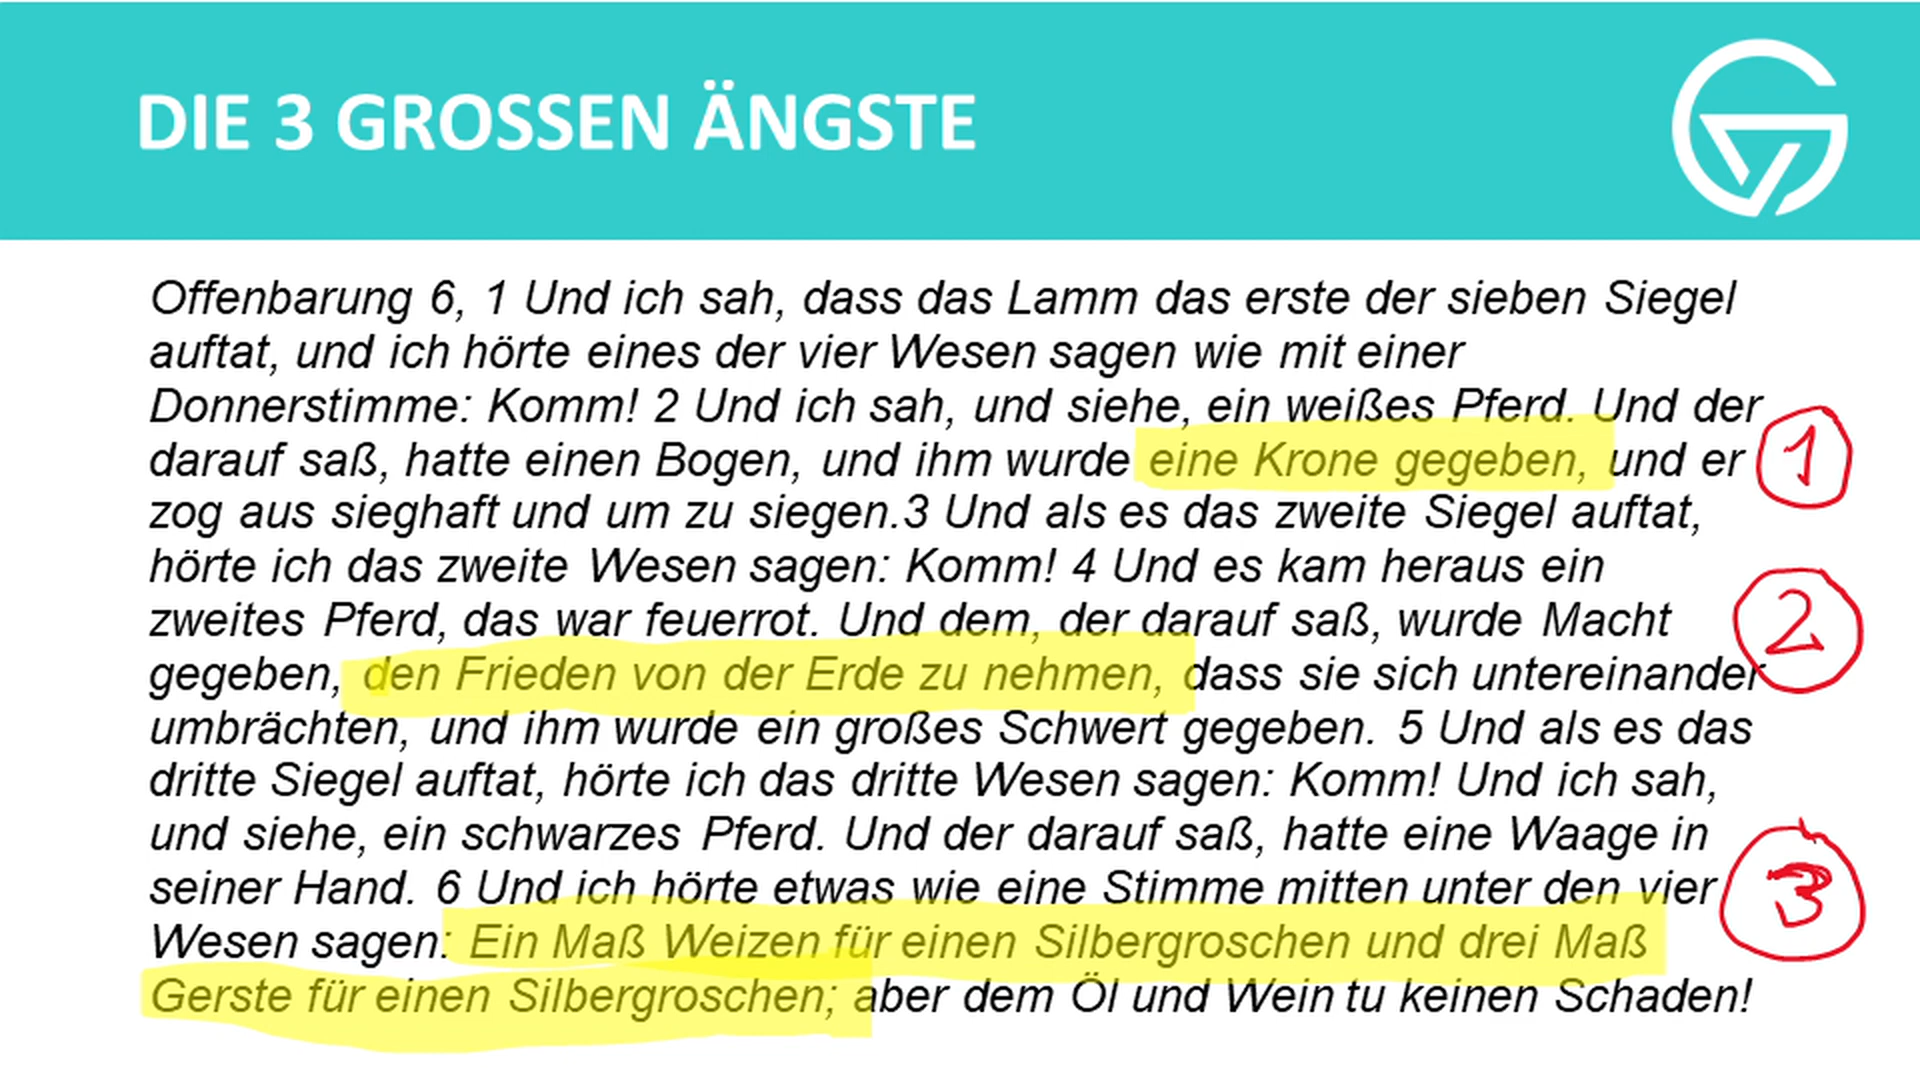 DIE 3 GROSSEN ÄNGSTE
Offenbarung 6, 1 Und ich sah, dass das Lamm das erste der sieben Siegel
auftat, und ich hörte eines der vier Wesen sagen wie mit einer
Donnerstimme: Komm! 2 Und ich sah, und siehe, ein weißes Pferd. Und der
darauf saß, hatte einen Bogen, und ihm wurde eine Krone gegeben, und er
1
zog aus sieghaft und um zu siegen.3 Und als es das zweite Siegel auftat,
hörte ich das zweite Wesen sagen: Komm! 4 Und es kam heraus ein
zweites Pferd, das war feuerrot. Und dem, der darauf saß, wurde Macht
2
gegeben, den Frieden von der Erde zu nehmen, dass sie sich untereinander
umbrächten, und ihm wurde ein großes Schwert gegeben. 5 Und als es das
dritte Siegel auftat, hörte ich das dritte Wesen sagen: Komm! Und ich sah,
und siehe, ein schwarzes Pferd. Und der darauf saß, hatte eine Waage in
seiner Hand. 6 Und ich hörte etwas wie eine Stimme mitten unter den vier
3
Wesen sagen: Ein Maß Weizen für einen Silbergroschen und drei Maß
Gerste für einen Silbergroschen; aber dem Öl und Wein tu keinen Schaden!